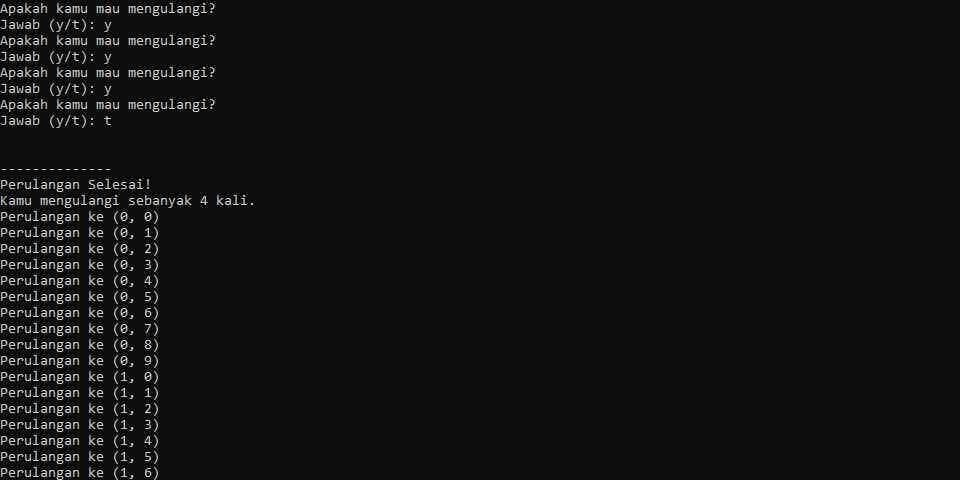 Apakah kamu mau mengulangi?
Jawab (y/t): y
Apakah kamu mau mengulangi?
Jawab (y/t): y
Apakah kamu mau mengulangi?
Jawab (y/t): y
Apakah kamu mau mengulangi?
Jawab (y/t): t
--------------
Perulangan Selesai!
Kamu mengulangi sebanyak 4 kali.
Perulangan ke (0, 0)
Perulangan ke (0, 1)
Perulangan ke (0, 2)
Perulangan ke (0, 3)
Perulangan ke (0, 4)
Perulangan ke (0, 5)
Perulangan ke (0, 6)
Perulangan ke (0, 7)
Perulangan ke (0, 8)
Perulangan ke (0, 9)
Perulangan ke (1, 0)
Perulangan ke (1, 1)
Perulangan ke (1, 2)
Perulangan ke (1, 3)
Perulangan ke (1, 4)
Perulangan ke (1, 5)
Perulangan ke (1, 6)